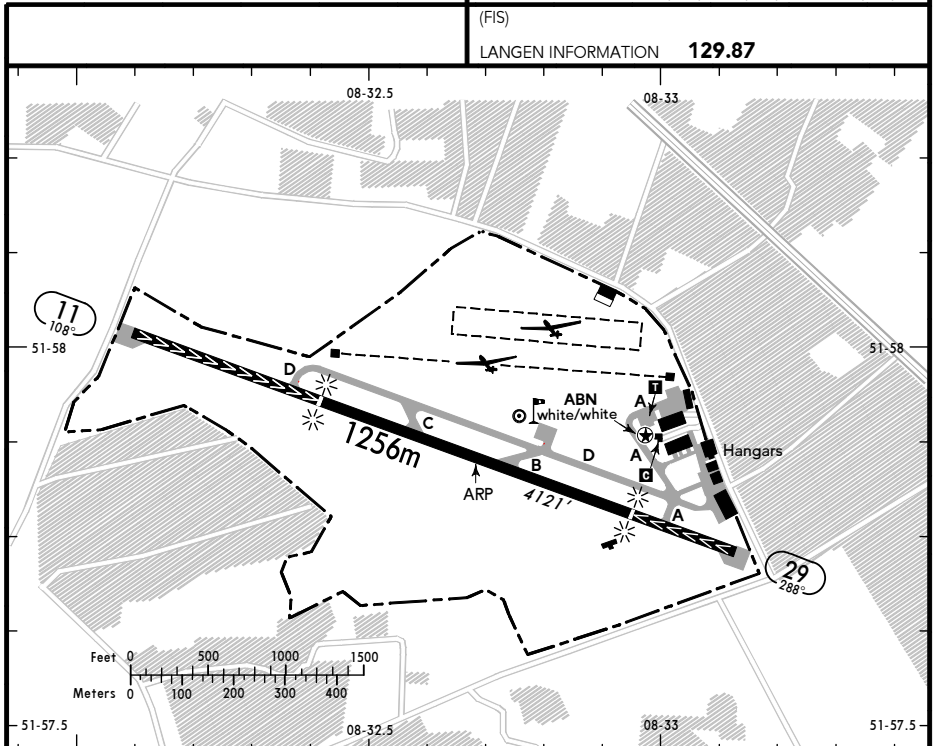 (FIS)
LANGEN INFORMATION 129.87
08-32.5 08-33
11
108°
51-58 51-58
D
T
ABN
white/white
A
C
1256m
B
D
A
Hangars
C
ARP
4121'
A
29
288°
Feet 0 500 1000 1500
Meters 0 100 200 300 400
51-57.5 08-32.5 08-33 51-57.5